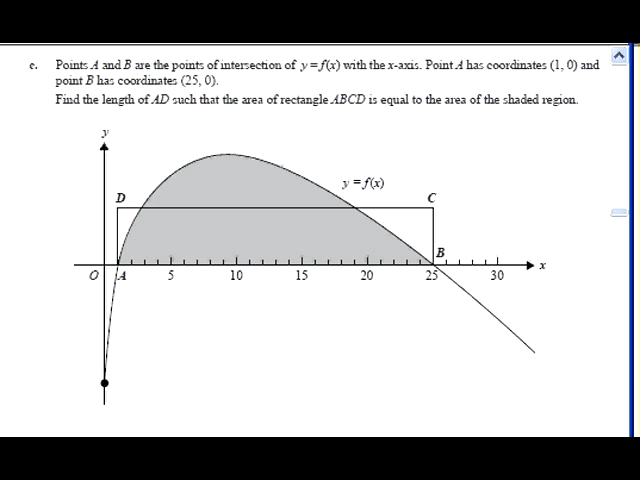 c. Points A and B are the points of intersection of y = f(x) with the x-axis. Point A has coordinates (1, 0) and
point B has coordinates (25, 0).
Find the length of AD such that the area of rectangle ABCD is equal to the area of the shaded region.
y
y = f(x)
D
C
B
x
O
A
5
10
15
20
25
30